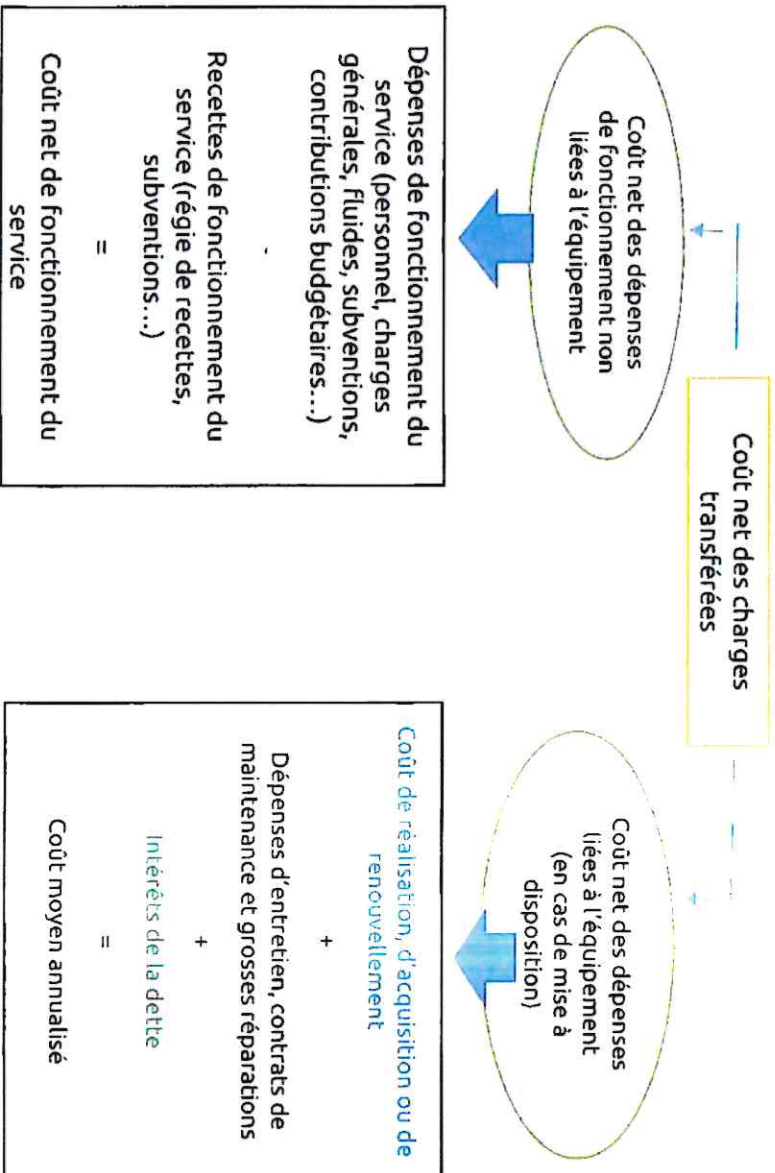 Coût net des charges
transférées
Coût net des dépenses
de fonctionnement non
liées à l'équipement
Dépenses de fonctionnement du
service (personnel, charges
générales, fluides, subventions,
contributions budgétaires...)
-
Recettes de fonctionnement du
service (régie de recettes,
subventions...)
=
Coût net de fonctionnement du
service
Coût net des dépenses
liées à l'équipement
(en cas de mise à
disposition)
Coût de réalisation, d'acquisition ou de
renouvellement
+
Dépenses d'entretien, contrats de
maintenance et grosses réparations
+
Intérêts de la dette
=
Coût moyen annualisé